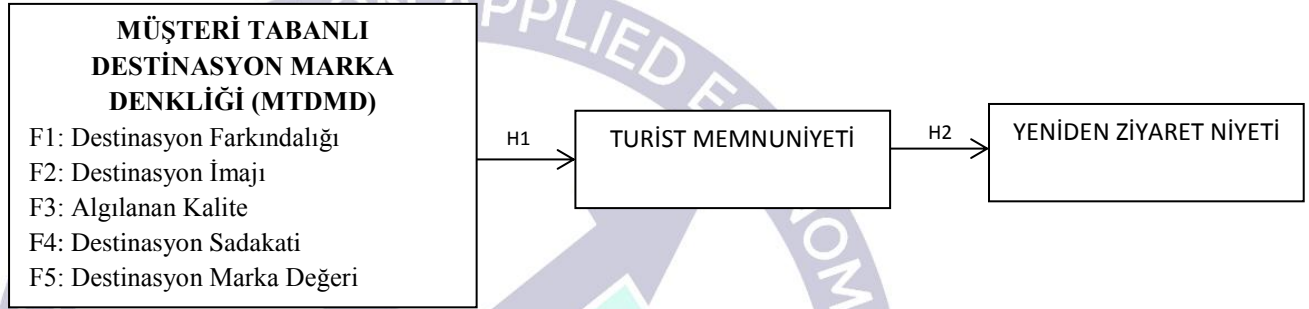 MÜŞTERİ TABANLI
DESTİNASYON MARKA
DENKLİĞİ (MTDMD)
F1: Destinasyon Farkındalığı
F2: Destinasyon İmajı
F3: Algılanan Kalite
F4: Destinasyon Sadakati
F5: Destinasyon Marka Değeri
H1
TURİST MEMNUNİYETİ
H2
YENİDEN ZİYARET NİYETİ
APPLIED